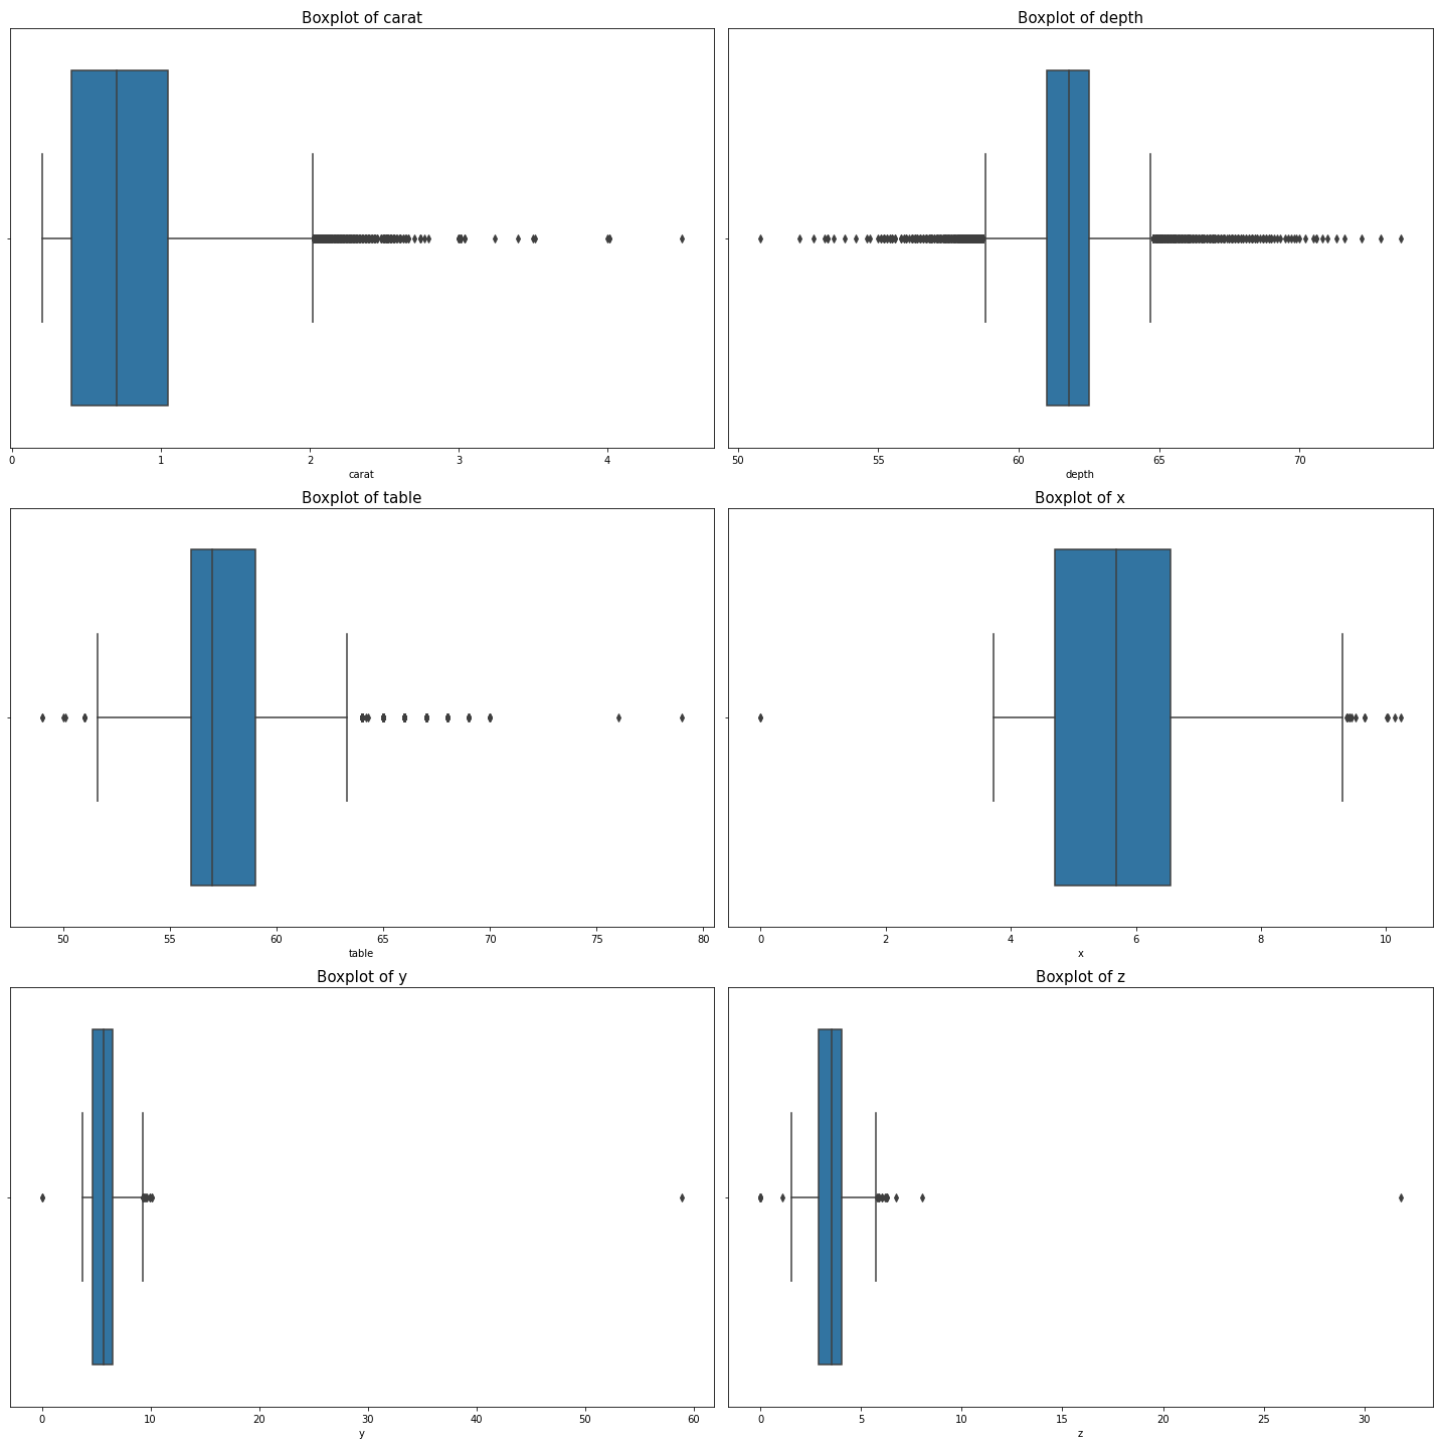 Boxplot of carat
0 1 2 3 4
carat
Boxplot of depth
50 55 60 65 70
depth
Boxplot of table
50 55 60 65 70 75 80
table
Boxplot of x
0 2 4 6 8 10
x
Boxplot of y
0 10 20 30 40 50 60
y
Boxplot of z
0 5 10 15 20 25 30
z